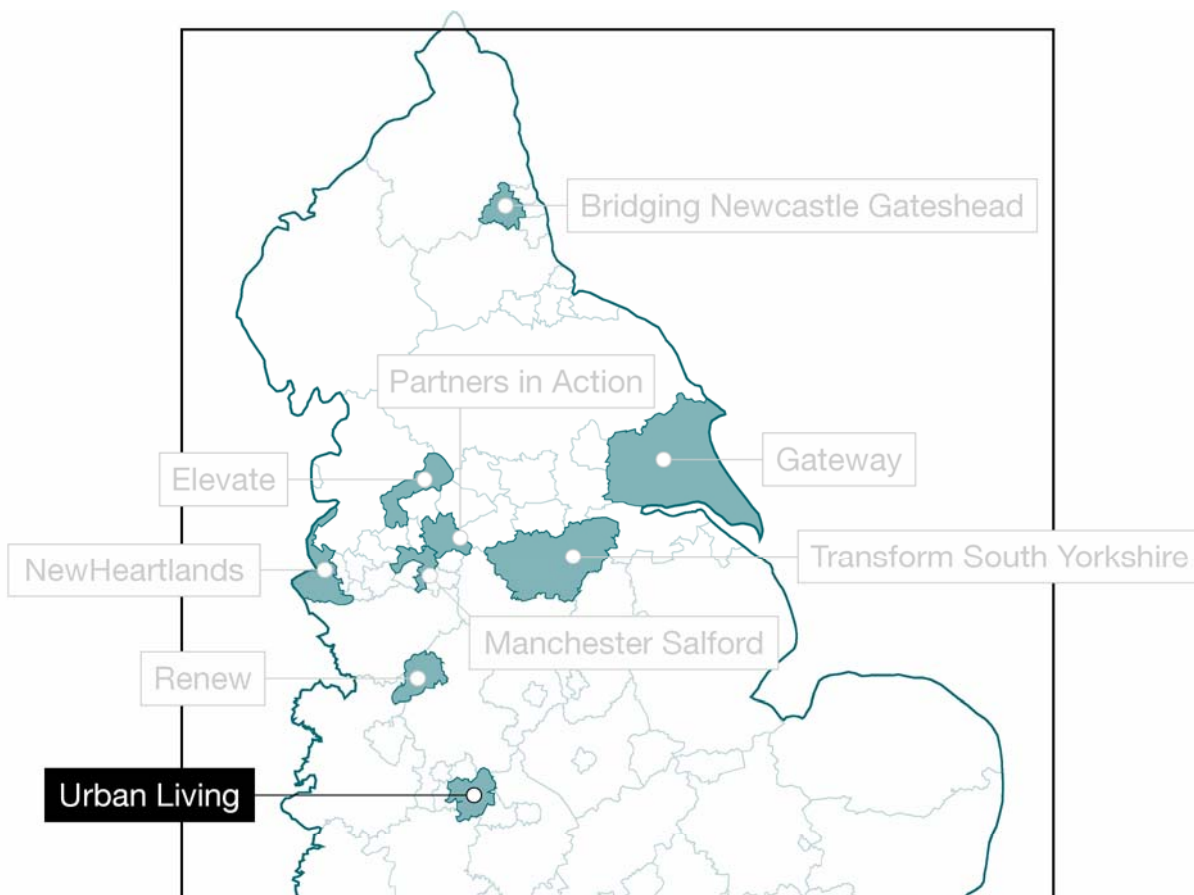 Bridging Newcastle Gateshead
Partners in Action
Elevate
Gateway
NewHeartlands
Transform South Yorkshire
Manchester Salford
Renew
Urban Living